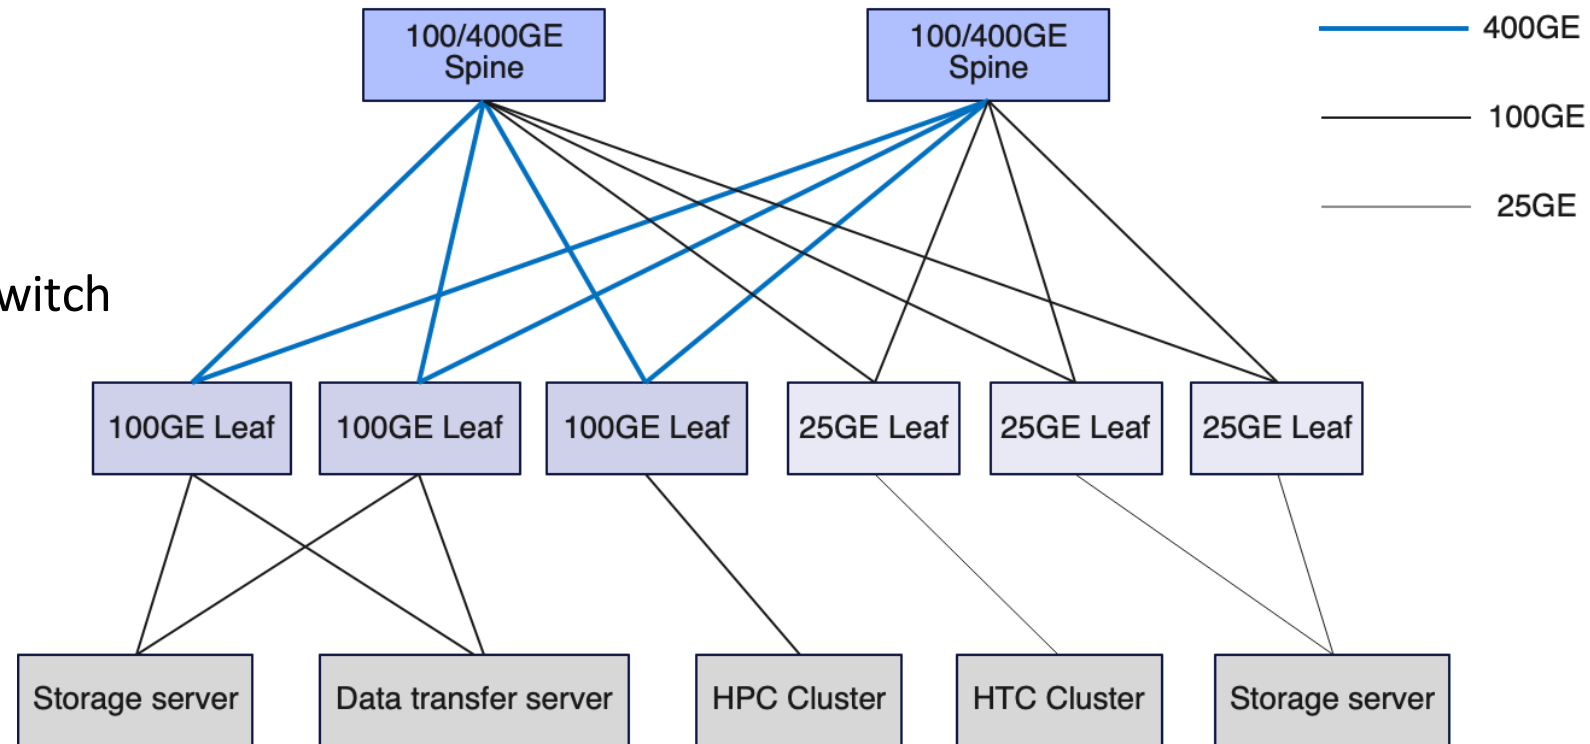 100/400GE
Spine
100/400GE
Spine
400GE
100GE
25GE
witch
100GE Leaf
100GE Leaf
100GE Leaf
25GE Leaf
25GE Leaf
25GE Leaf
Storage server
Data transfer server
HPC Cluster
HTC Cluster
Storage server